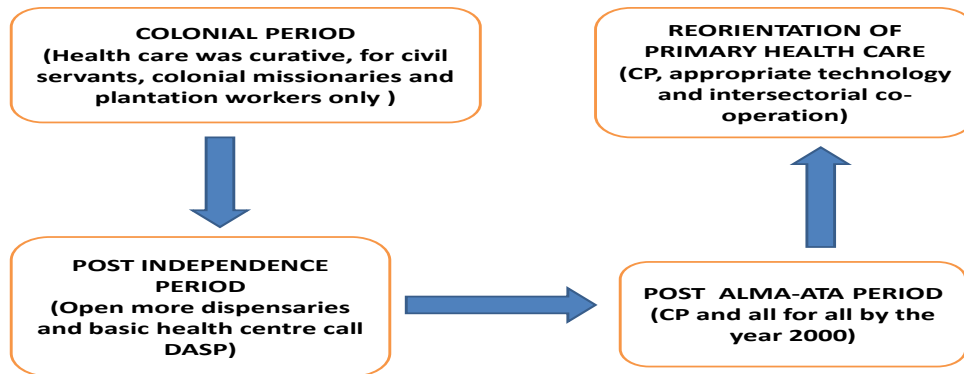 COLONIAL PERIOD
(Health care was curative, for civil
servants, colonial missionaries and
plantation workers only )
POST INDEPENDENCE
PERIOD
(Open more dispensaries
and basic health centre call
DASP)
POST ALMA-ATA PERIOD
(CP and all for all by the
year 2000)
REORIENTATION OF
PRIMARY HEALTH CARE
(CP, appropriate technology
and intersectorial co-
operation)